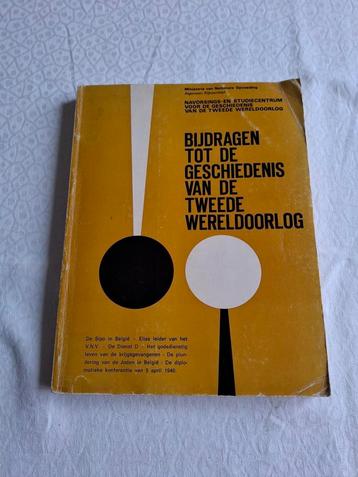 Ministerie van Nationale Opvoeding
Algemeen Rijksarchief
NAVORSINGS- EN STUDIECENTRUM
VOOR DE GESCHIEDENIS
VAN DE TWEEDE WERELDOORLOG
BIJDRAGEN
TOT DE
GESCHIEDENIS
VAN DE
TWEEDE
WERELDOORLOG
De Sipo in België - Elias leider van het
V.N.V. - De Dienst D - Het godsdienstig
leven van de krijgsgevangenen - De plun-
dering van de Joden in België - De diplo-
matieke konferentie van 9 april 1940.